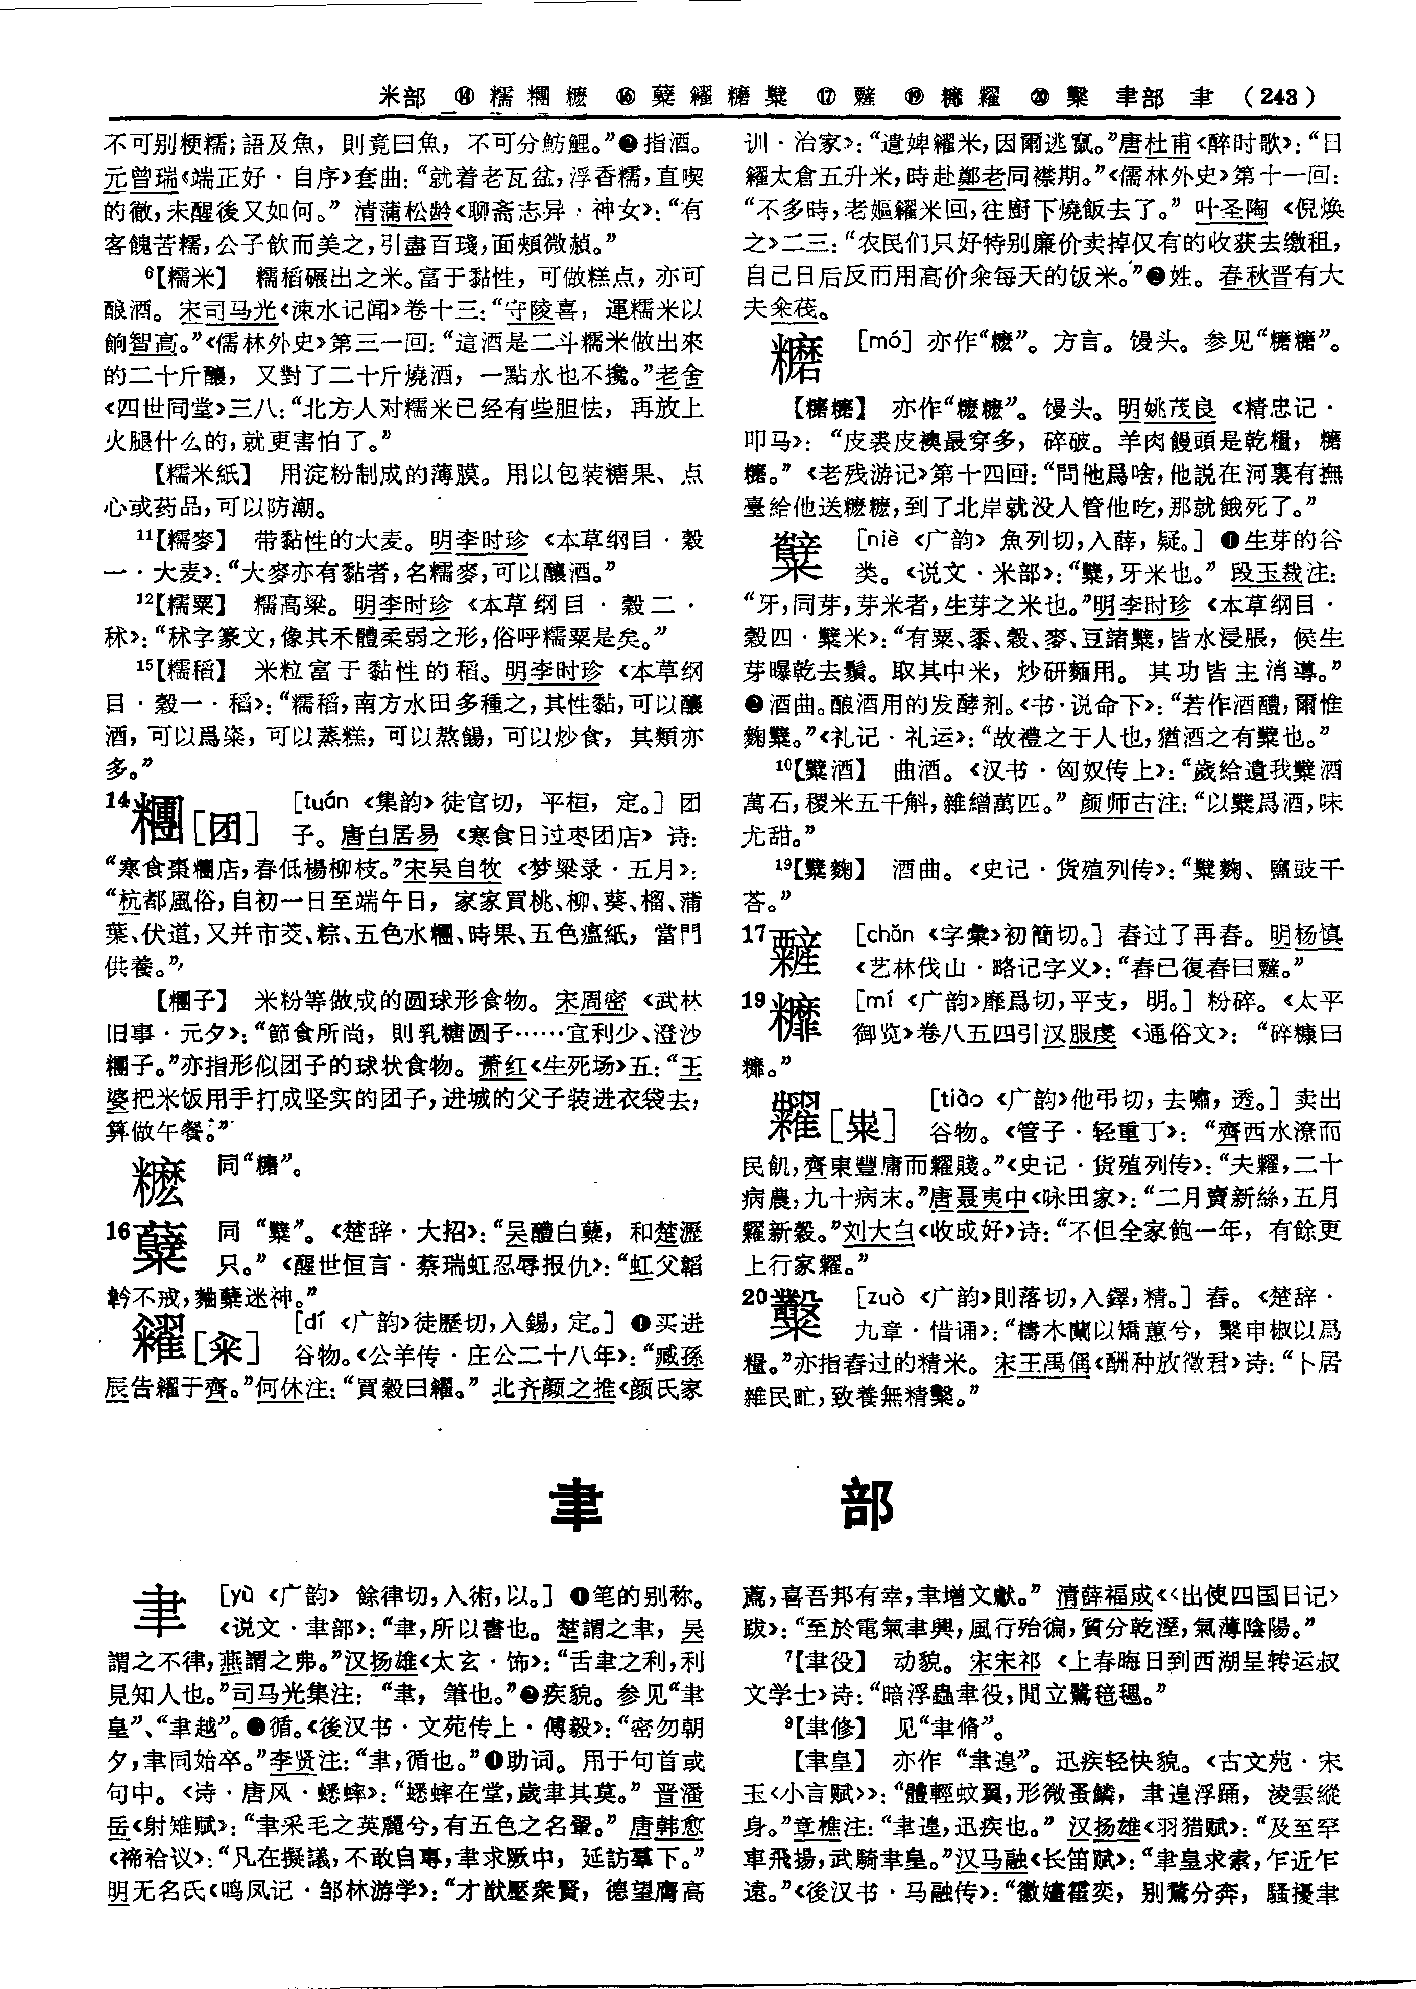 米部 ⑭ 糯糰糩 ⑯ 糱糴糖櫱 ⑰ ⑲ 糶 ⑳ 聿部 聿 （243）
不可别粳糯；語及魚，則竟曰魚，不可分魴鯉。”❷指酒。
元曾瑞《端正好·自序》套曲：“就着老瓦盆，浮香糯，直喫
的徹，未醒後又如何。” 清蒲松龄《聊斋志异·神女》：“有
客餽苦糯，公子飲而美之，引盡百琖，面頰微赬。”
⁶【糯米】 糯稻碾出之米。富于黏性，可做糕点，亦可
酿酒。宋司马光《涑水记闻》卷十三：“守陵喜，運糯米以
餉智高。”《儒林外史》第三一回：“這酒是二斗糯米做出來
的二十斤釀，又對了二十斤燒酒，一點水也不攙。”老舍
《四世同堂》三八：“北方人对糯米已经有些胆怯，再放上
火腿什么的，就更害怕了。”
【糯米紙】 用淀粉制成的薄膜。用以包装糖果、点
心或药品，可以防潮。
¹¹【糯麥】 带黏性的大麦。明李时珍《本草纲目·穀
一·大麦》：“大麥亦有黏者，名糯麥，可以釀酒。”
¹²【糯粟】 糯高粱。明李时珍《本草纲目·穀二·
秫》：“秫字篆文，像其禾體柔弱之形，俗呼糯粟是矣。”
¹⁵【糯稻】 米粒富于黏性的稻。明李时珍《本草纲
目·穀一·稻》：“糯稻，南方水田多種之，其性黏，可以釀
酒，可以爲粢，可以蒸糕，可以熬餳，可以炒食，其類亦
多。”
14糰［团］ ［tuán《集韵》徒官切，平桓，定。］团
子。唐白居易《寒食日过枣团店》诗：
“寒食棗糰店，春低楊柳枝。”宋吴自牧《梦粱录·五月》：
“杭都風俗，自初一日至端午日，家家買桃、柳、葵、榴、蒲
葉、伏道，又并市茭、粽、五色水糰、時果、五色瘟紙，當門
供養。”
【糰子】 米粉等做成的圆球形食物。宋周密《武林
旧事·元夕》：“節食所尚，則乳糖圓子……宜利少、澄沙
糰子。”亦指形似团子的球状食物。萧红《生死场》五：“王
婆把米饭用手打成坚实的团子，进城的父子装进衣袋去，
算做午餐。”
同“䭚”。
16糵 同“糱”。《楚辞·大招》：“吴醴白糵，和楚瀝
只。”《醒世恒言·蔡瑞虹忍辱报仇》：“虹父韜
鈐不戒，麯糵迷神。”
糴［籴］ ［dí《广韵》徒歷切，入錫，定。］❶买进
谷物。《公羊传·庄公二十八年》：“臧孫
辰告糴于齊。”何休注：“買穀曰糴。” 北齐颜之推《颜氏家
训·治家》：“遣婢糴米，因爾逃竄。”唐杜甫《醉时歌》：“日
糴太倉五升米，時赴鄭老同襟期。”《儒林外史》第十一回：
“不多時，老嫗糴米回，往廚下燒飯去了。” 叶圣陶《倪焕
之》二三：“农民们只好特别廉价卖掉仅有的收获去缴租，
自己日后反而用高价籴每天的饭米。”❷姓。春秋晋有大
夫籴茷。
［mó］亦作“”。方言。馒头。参见“”。
【】 亦作“”。馒头。明姚茂良《精忠记·
叩马》：“皮裘皮襖最穿多，碎破。羊肉饅頭是乾糧，
。”《老残游记》第十四回：“問他爲啥，他説在河裏有撫
臺給他送，到了北岸就没人管他吃，那就餓死了。”
糱 ［niè《广韵》魚列切，入薛，疑。］❶生芽的谷
类。《说文·米部》：“糱，牙米也。” 段玉裁注：
“牙，同芽，芽米者，生芽之米也。”明李时珍《本草纲目·
穀四·糱米》：“有粟、黍、穀、麥、豆諸糱，皆水浸脹，候生
芽曝乾去鬚。取其中米，炒研麵用。其功皆主消導。”
❷酒曲。酿酒用的发酵剂。《书·说命下》：“若作酒醴，爾惟
麴糱。”《礼记·礼运》：“故禮之于人也，猶酒之有糱也。”
¹⁰【糱酒】 曲酒。《汉书·匈奴传上》：“歲给遺我糱酒
萬石，稷米五千斛，雜繒萬匹。” 颜师古注：“以糱爲酒，味
尤甜。”
¹⁹【糱麴】 酒曲。《史记·货殖列传》：“糱麴、鹽豉千
荅。”
17 ［chǎn《字彙》初簡切。］舂过了再舂。明杨慎
《艺林伐山·略记字义》：“舂已復舂曰。”
19 ［mí《广韵》靡爲切，平支，明。］粉碎。《太平
御览》卷八五四引汉服虔《通俗文》：“碎糠曰
。”
糶［粜］ ［tiào《广韵》他弔切，去嘯，透。］卖出
谷物。《管子·轻重丁》：“齊西水潦而
民飢，齊東豐庸而糶賤。”《史记·货殖列传》：“夫糶，二十
病農，九十病末。”唐聂夷中《咏田家》：“二月賣新絲，五月
糶新穀。”刘大白《收成好》诗：“不但全家飽一年，有餘更
上行家糶。”
20 ［zuò《广韵》則落切，入鐸，精。］舂。《楚辞·
九章·惜诵》：“檮木蘭以矯蕙兮，申椒以爲
糧。”亦指舂过的精米。宋王禹偁《酬种放徵君》诗：“卜居
雜民甿，致養無精。”
聿部
聿 ［yù《广韵》餘律切，入術，以。］❶笔的别称。
《说文·聿部》：“聿，所以書也。楚謂之聿，吴
謂之不律，燕謂之弗。”汉扬雄《太玄·饰》：“舌聿之利，利
見知人也。”司马光集注：“聿，筆也。”❷疾貌。参见“聿
皇”、“聿越”。❸循。《後汉书·文苑传上·傅毅》：“密勿朝
夕，聿同始卒。”李贤注：“聿，循也。”❹助词。用于句首或
句中。《诗·唐风·蟋蟀》：“蟋蟀在堂，歲聿其莫。” 晋潘
岳《射雉赋》：“聿采毛之英麗兮，有五色之名翬。” 唐韩愈
《禘祫议》：“凡在擬議，不敢自專，聿求厥中，延訪羣下。”
明无名氏《鸣凤记·邹林游学》：“才猷壓衆賢，德望膺高
薦，喜吾邦有幸，聿增文獻。” 清薛福成《〈出使四国日记〉
跋》：“至於電氣聿興，風行殆徧，質分乾溼，氣薄陰陽。”
⁷【聿役】 动貌。宋宋祁《上春晦日到西湖呈转运叔
文学士》诗：“暗浮蟲聿役，閒立鷺毰毸。”
⁹【聿修】 见“聿脩”。
【聿皇】 亦作“聿遑”。迅疾轻快貌。《古文苑·宋
玉〈小言赋〉》：“體輕蚊翼，形微蚤鱗，聿遑浮踊，淩雲縱
身。”章樵注：“聿遑，迅疾也。” 汉扬雄《羽猎赋》：“及至罕
車飛揚，武騎聿皇。”汉马融《长笛赋》：“聿皇求索，乍近乍
遠。”《後汉书·马融传》：“徽嫿霍奕，别騖分奔，騷擾聿